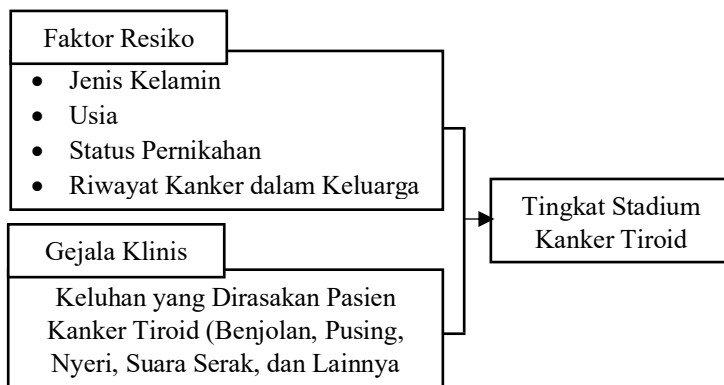 Faktor Resiko
• Jenis Kelamin
• Usia
• Status Pernikahan
• Riwayat Kanker dalam Keluarga
Gejala Klinis
Keluhan yang Dirasakan Pasien
Kanker Tiroid (Benjolan, Pusing,
Nyeri, Suara Serak, dan Lainnya
Tingkat Stadium
Kanker Tiroid